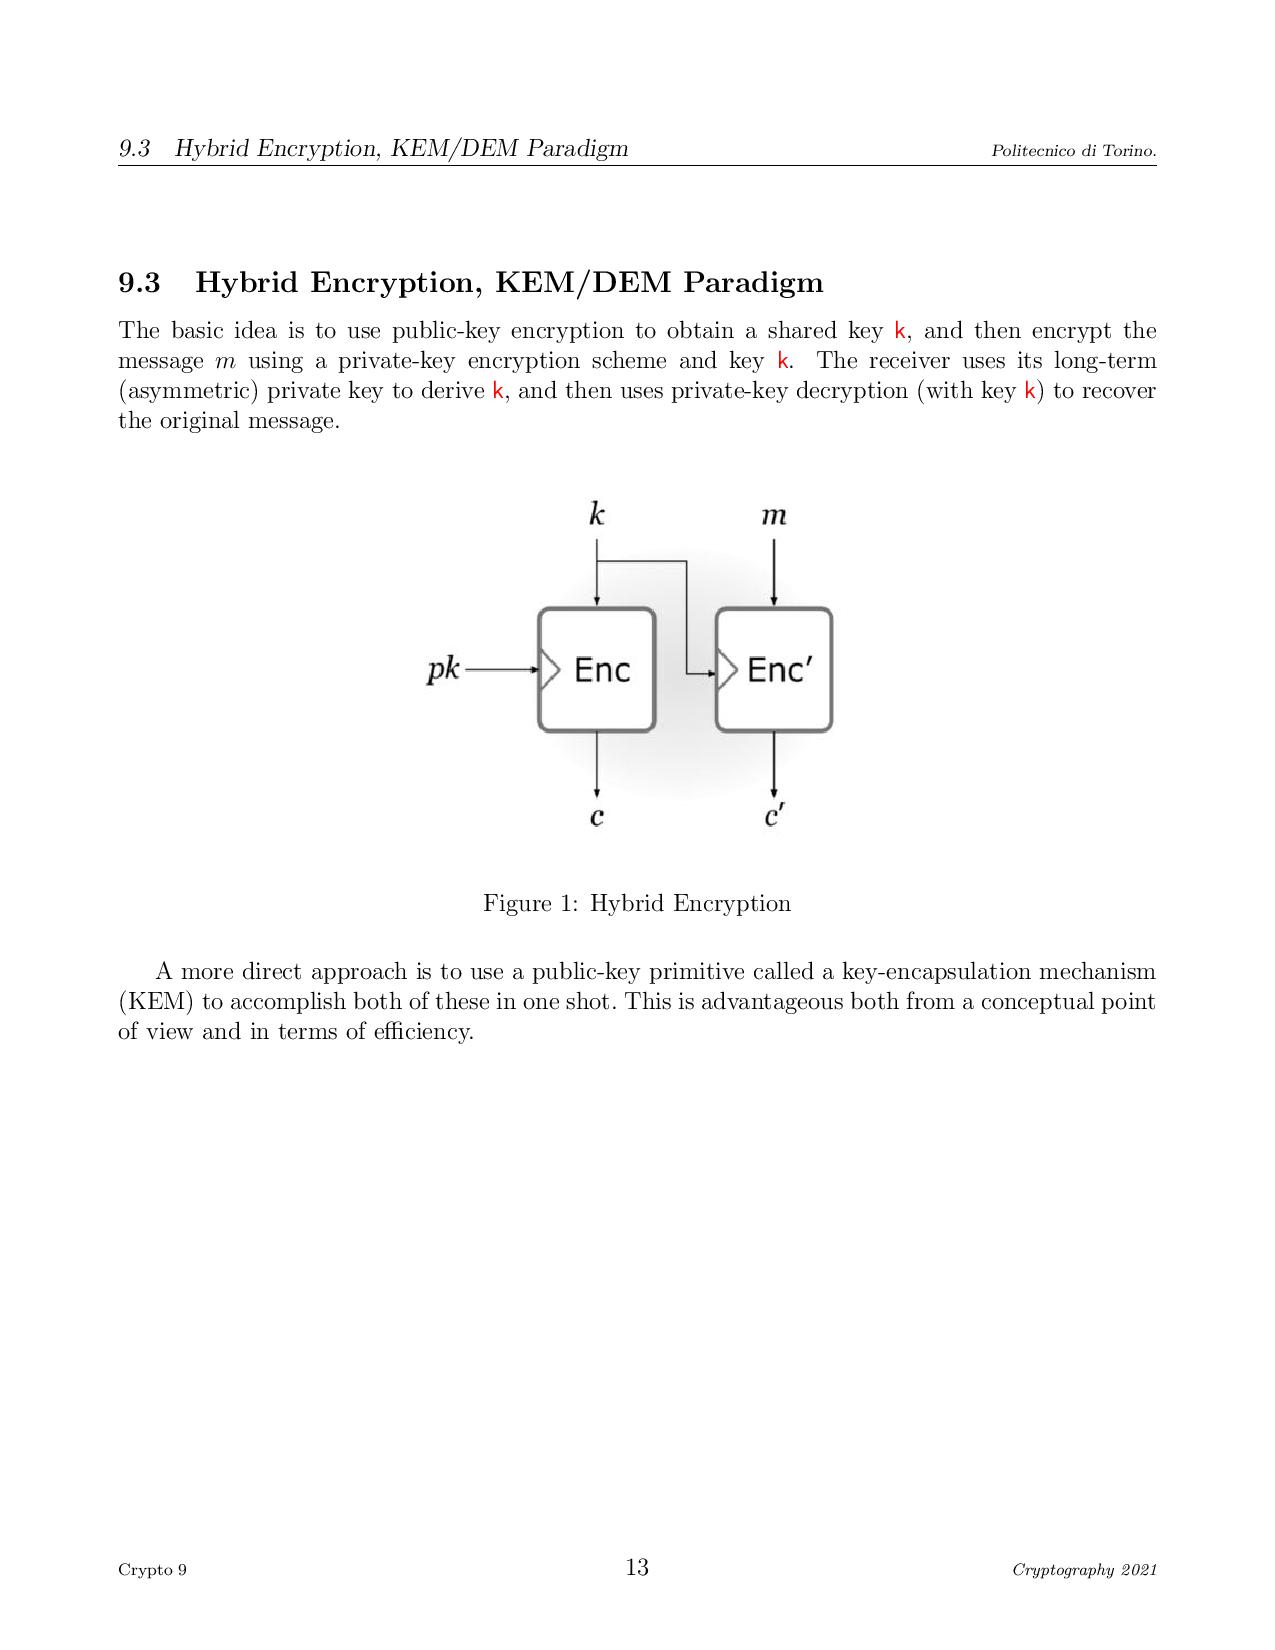 9.3 Hybrid Encryption, KEM/DEM Paradigm Politecnico di Torino.
9.3 Hybrid Encryption, KEM/DEM Paradigm
The basic idea is to use public-key encryption to obtain a shared key k, and then encrypt the
message m using a private-key encryption scheme and key k. The receiver uses its long-term
(asymmetric) private key to derive k, and then uses private-key decryption (with key k) to recover
the original message.
k m
pk Enc Enc′
c c′
Figure 1: Hybrid Encryption
A more direct approach is to use a public-key primitive called a key-encapsulation mechanism
(KEM) to accomplish both of these in one shot. This is advantageous both from a conceptual point
of view and in terms of efficiency.
Crypto 9 13 Cryptography 2021